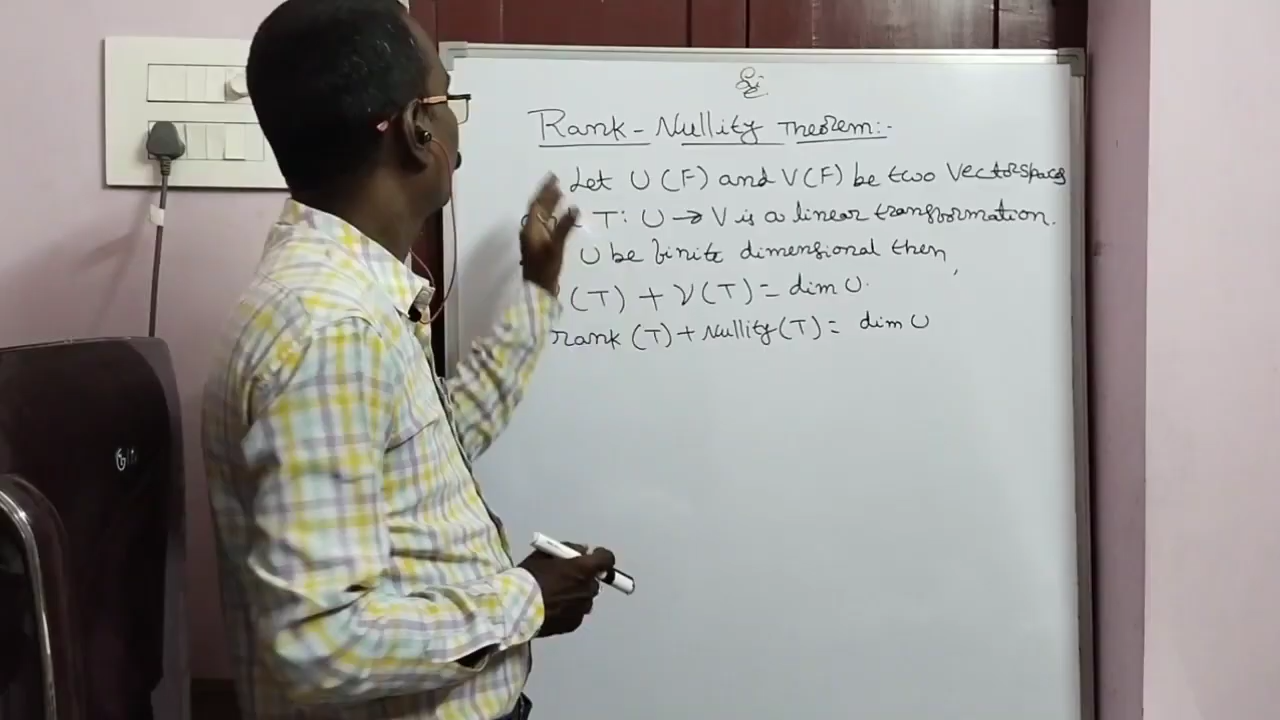 Rank - Nullity Theorem:-
Let U(F) and V(F) be two Vectorspaces
T: U → V is a linear transformation.
U be finite dimensional then,
(T) + ν(T) = dim U.
rank (T) + Nullity (T) = dim U